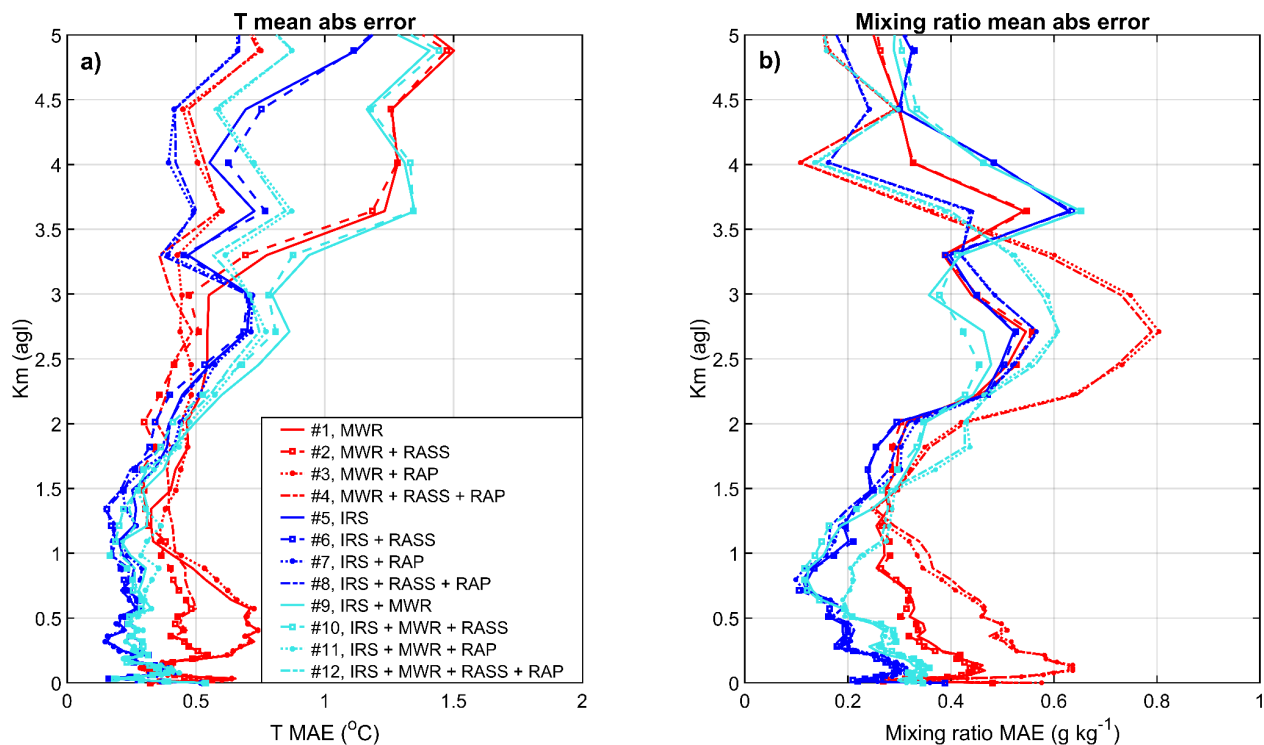 T mean abs error
a)
5
4.5
4
3.5
3
2.5
2
1.5
1
0.5
0
Km (agl)
#1, MWR
#2, MWR + RASS
#3, MWR + RAP
#4, MWR + RASS + RAP
#5, IRS
#6, IRS + RASS
#7, IRS + RAP
#8, IRS + RASS + RAP
#9, IRS + MWR
#10, IRS + MWR + RASS
#11, IRS + MWR + RAP
#12, IRS + MWR + RASS + RAP
0 0.5 1 1.5 2
T MAE (°C)
Mixing ratio mean abs error
b)
5
4.5
4
3.5
3
2.5
2
1.5
1
0.5
0
Km (agl)
0 0.2 0.4 0.6 0.8 1
Mixing ratio MAE (g kg⁻¹)